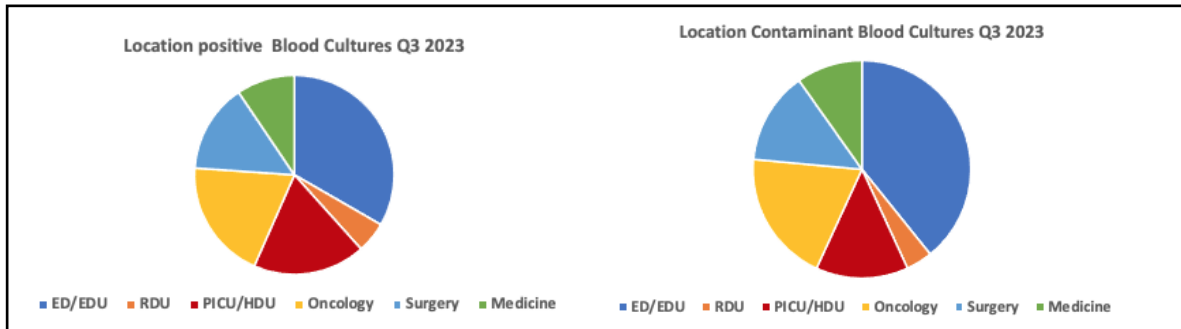 Location positive Blood Cultures Q3 2023
ED/EDU RDU PICU/HDU Oncology Surgery Medicine
Location Contaminant Blood Cultures Q3 2023
ED/EDU RDU PICU/HDU Oncology Surgery Medicine